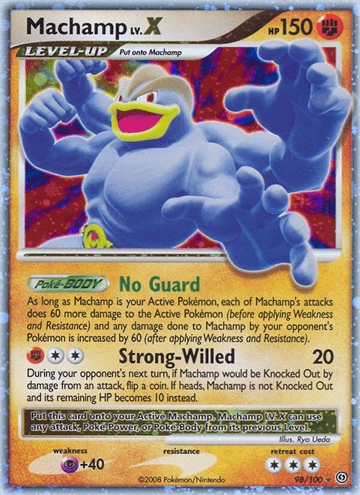 Machamp LV.X HP 150
LEVEL-UP Put onto Machamp
Poké-BODY No Guard
As long as Machamp is your Active Pokémon, each of Machamp's attacks
does 60 more damage to the Active Pokémon (before applying Weakness
and Resistance) and any damage done to Machamp by your opponent's
Pokémon is increased by 60 (after applying Weakness and Resistance).
Strong-Willed 20
During your opponent's next turn, if Machamp would be Knocked Out by
damage from an attack, flip a coin. If heads, Machamp is not Knocked Out
and its remaining HP becomes 10 instead.
Put this card onto your Active Machamp. Machamp LV.X can use
any attack, Poké-Power, or Poké-Body from its previous Level.
Illus. Ryo Ueda
weakness resistance retreat cost
+40
©2008 Pokémon/Nintendo 98/100